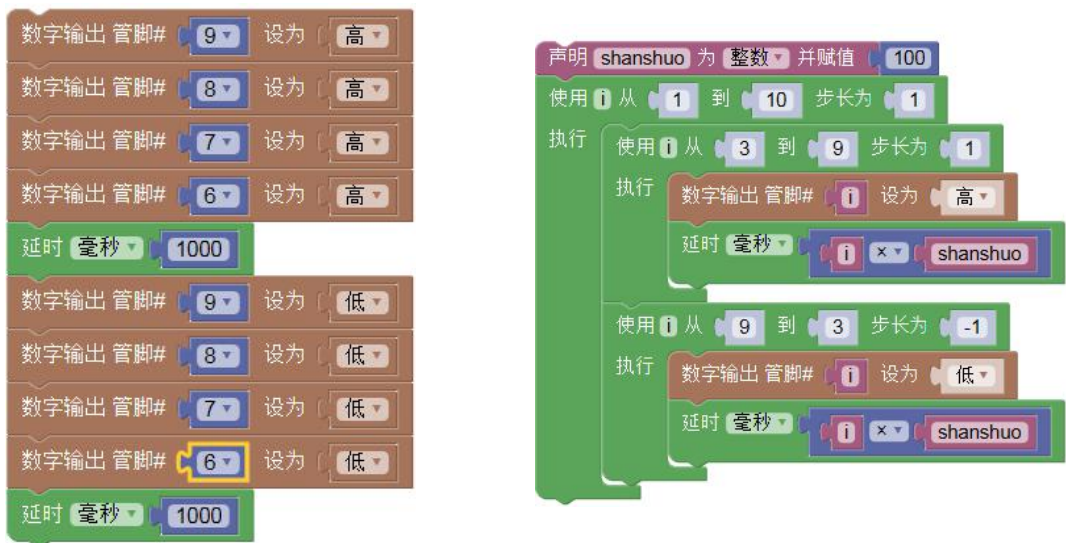 数字输出 管脚# 9 设为 高
数字输出 管脚# 8 设为 高
数字输出 管脚# 7 设为 高
数字输出 管脚# 6 设为 高
延时 毫秒 1000
数字输出 管脚# 9 设为 低
数字输出 管脚# 8 设为 低
数字输出 管脚# 7 设为 低
数字输出 管脚# 6 设为 低
延时 毫秒 1000
声明 shanshuo 为 整数 并赋值 100
使用 i 从 1 到 10 步长为 1
执行 使用 i 从 3 到 9 步长为 1
执行 数字输出 管脚# i 设为 高
延时 毫秒 i × shanshuo
使用 i 从 9 到 3 步长为 -1
执行 数字输出 管脚# i 设为 低
延时 毫秒 i × shanshuo